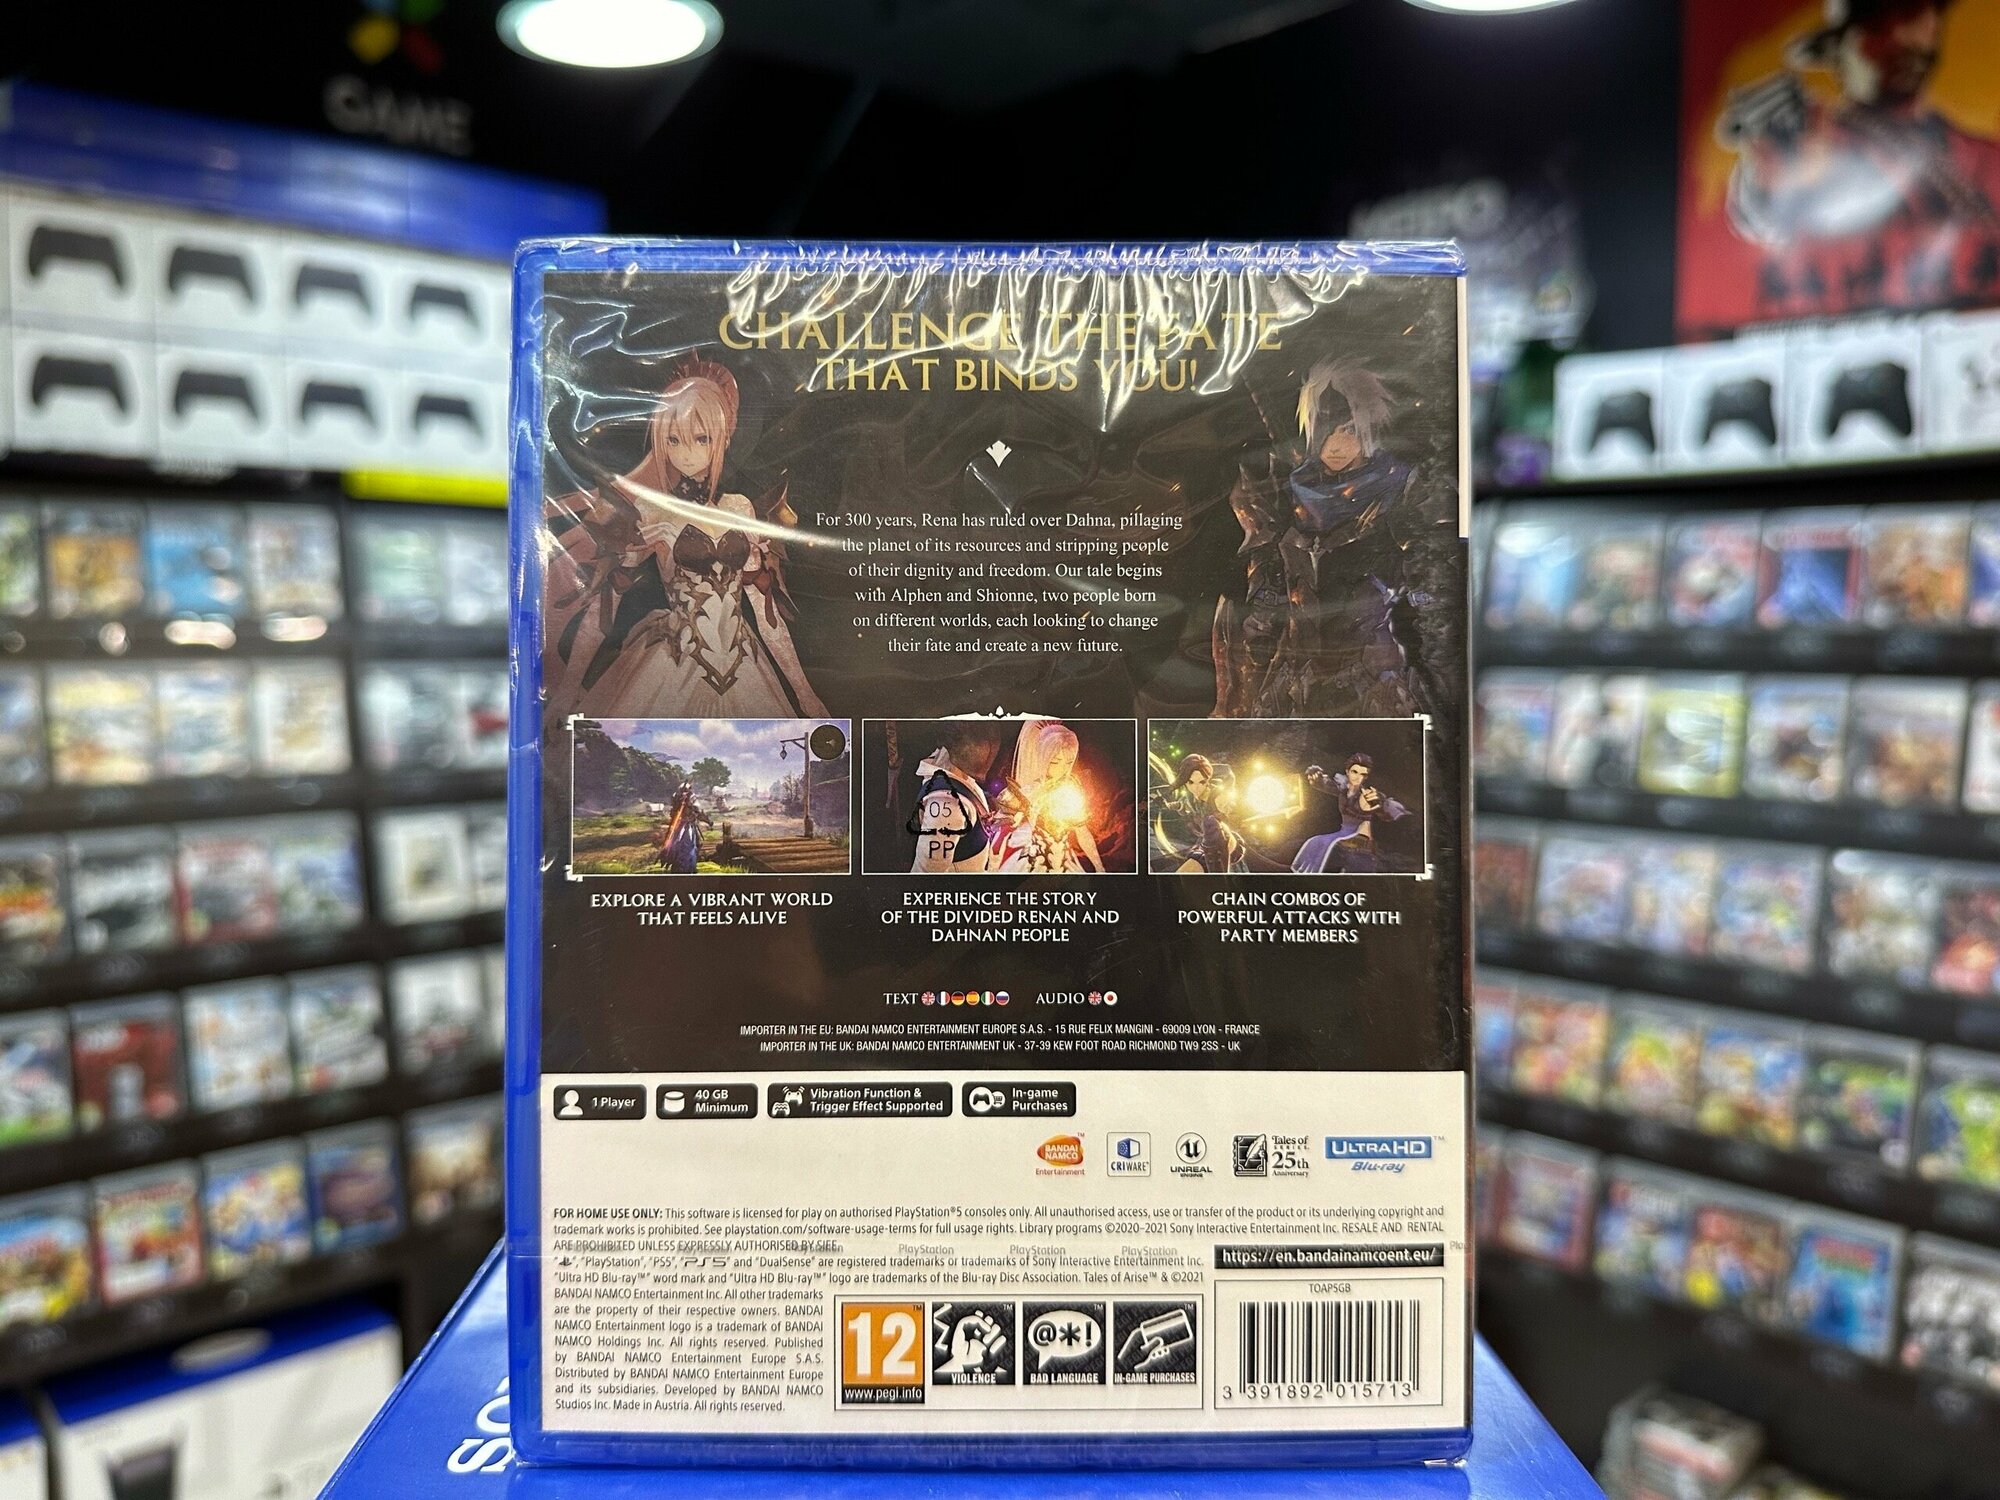 GAME
CHALLENGE THE FATE
THAT BINDS YOU!
For 300 years, Rena has ruled over Dahna, pillaging
the planet of its resources and stripping people
of their dignity and freedom. Our tale begins
with Alphen and Shionne, two people born
on different worlds, each looking to change
their fate and create a new future.
05
PP
EXPLORE A VIBRANT WORLD
THAT FEELS ALIVE
EXPERIENCE THE STORY
OF THE DIVIDED RENAN AND
DAHNAN PEOPLE
CHAIN COMBOS OF
POWERFUL ATTACKS WITH
PARTY MEMBERS
TEXT AUDIO
IMPORTER IN THE EU: BANDAI NAMCO ENTERTAINMENT EUROPE S.A.S. - 15 RUE FELIX MANGINI - 69009 LYON - FRANCE
IMPORTER IN THE UK: BANDAI NAMCO ENTERTAINMENT UK - 37-39 KEW FOOT ROAD RICHMOND TW9 2SS - UK
1 Player
40 GB
Minimum
Vibration Function &
Trigger Effect Supported
In-game
Purchases
BANDAI
NAMCO
Entertainment
CRIWARE™
UNREAL
ENGINE
Tales of
SERIES
25th
Anniversary
ULTRA HD™
Blu-ray
FOR HOME USE ONLY: This software is licensed for play on authorised PlayStation®5 consoles only. All unauthorised access, use or transfer of the product or its underlying copyright and
trademark works is prohibited. See playstation.com/software-usage-terms for full usage rights. Library programs ©2020-2021 Sony Interactive Entertainment Inc. RESALE AND RENTAL
ARE PROHIBITED UNLESS EXPRESSLY AUTHORISED BY SIEE.
PlayStation PlayStation PlayStation
", "PlayStation", "PS5", "PS5" and "DualSense" are registered trademarks or trademarks of Sony Interactive Entertainment Inc.
"Ultra HD Blu-ray™" word mark and "Ultra HD Blu-ray™" logo are trademarks of the Blu-ray Disc Association. Tales of Arise™ & ©2021
BANDAI NAMCO Entertainment Inc. All other trademarks
are the property of their respective owners. BANDAI
NAMCO Entertainment logo is a trademark of BANDAI
NAMCO Holdings Inc. All rights reserved. Published
by BANDAI NAMCO Entertainment Europe S.A.S.
Distributed by BANDAI NAMCO Entertainment Europe
and its subsidiaries. Developed by BANDAI NAMCO
Studios Inc. Made in Austria. All rights reserved.
https://en.bandainamcoent.eu/
12
www.pegi.info
VIOLENCE
@*!
BAD LANGUAGE
IN-GAME PURCHASES
TOAP5GB
3 391892 015713